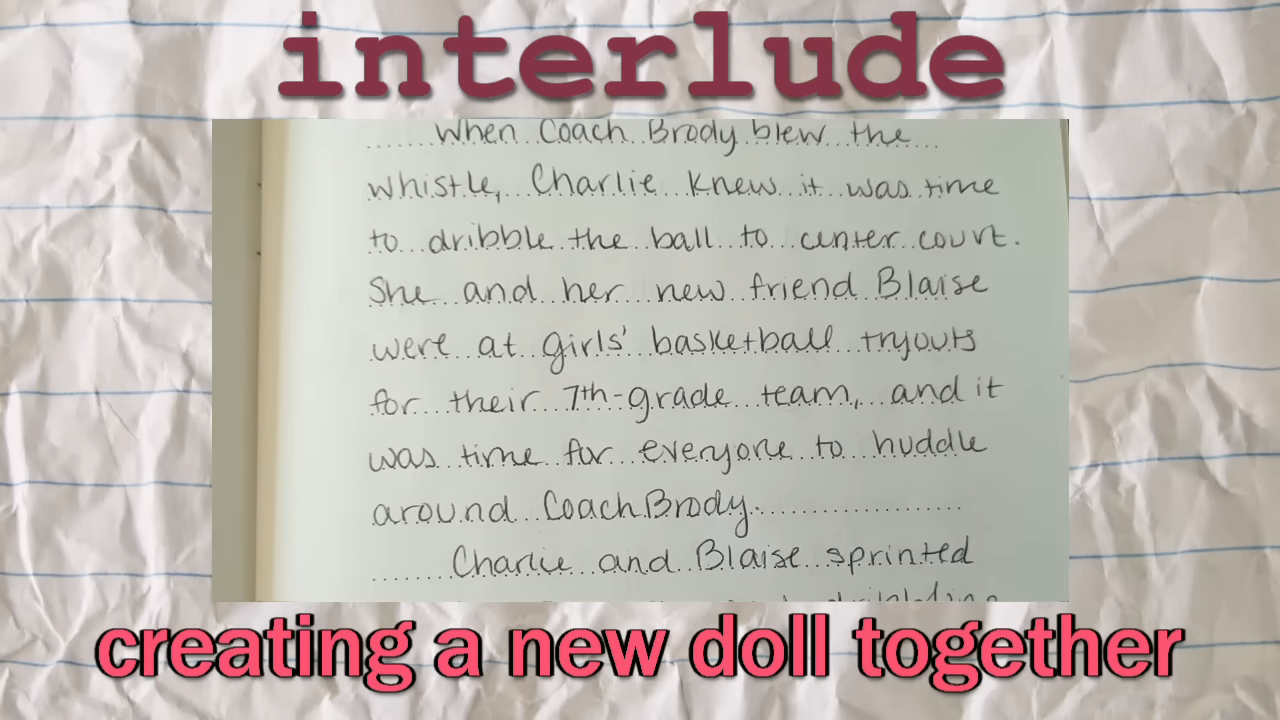 interlude
When Coach Brody blew the
whistle, Charlie knew it was time
to dribble the ball to center court.
She and her new friend Blaise
were at girls' basketball tryouts
for their 7th-grade team, and it
was time for everyone to huddle
around Coach Brody.
Charlie and Blaise sprinted
creating a new doll together